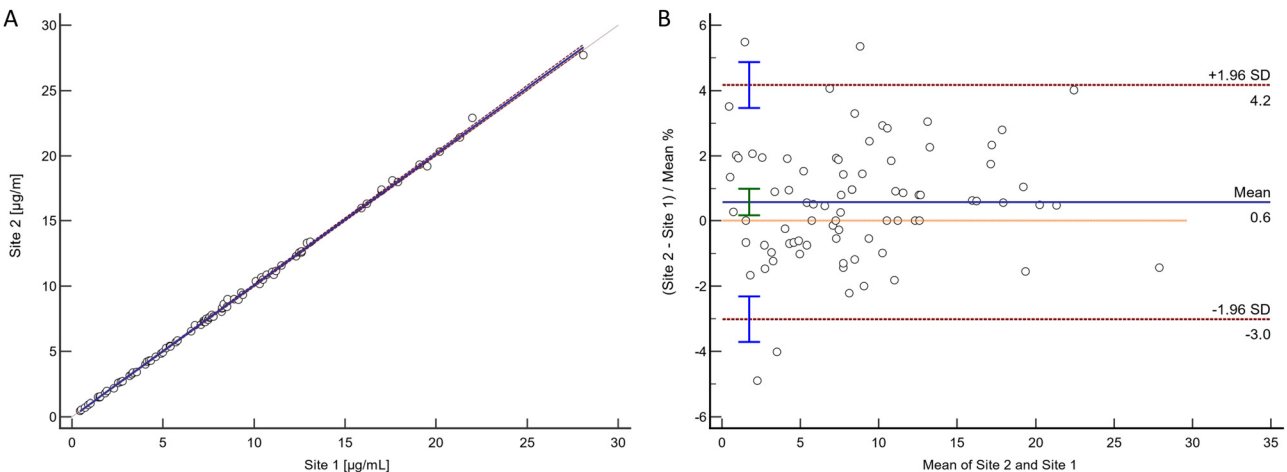 A
30
25
20
15
10
5
0
Site 2 [µg/m]
0 5 10 15 20 25 30
Site 1 [µg/mL]
B
6
4
2
0
-2
-4
-6
(Site 2 - Site 1) / Mean %
+1.96 SD
4.2
Mean
0.6
-1.96 SD
-3.0
0 5 10 15 20 25 30 35
Mean of Site 2 and Site 1